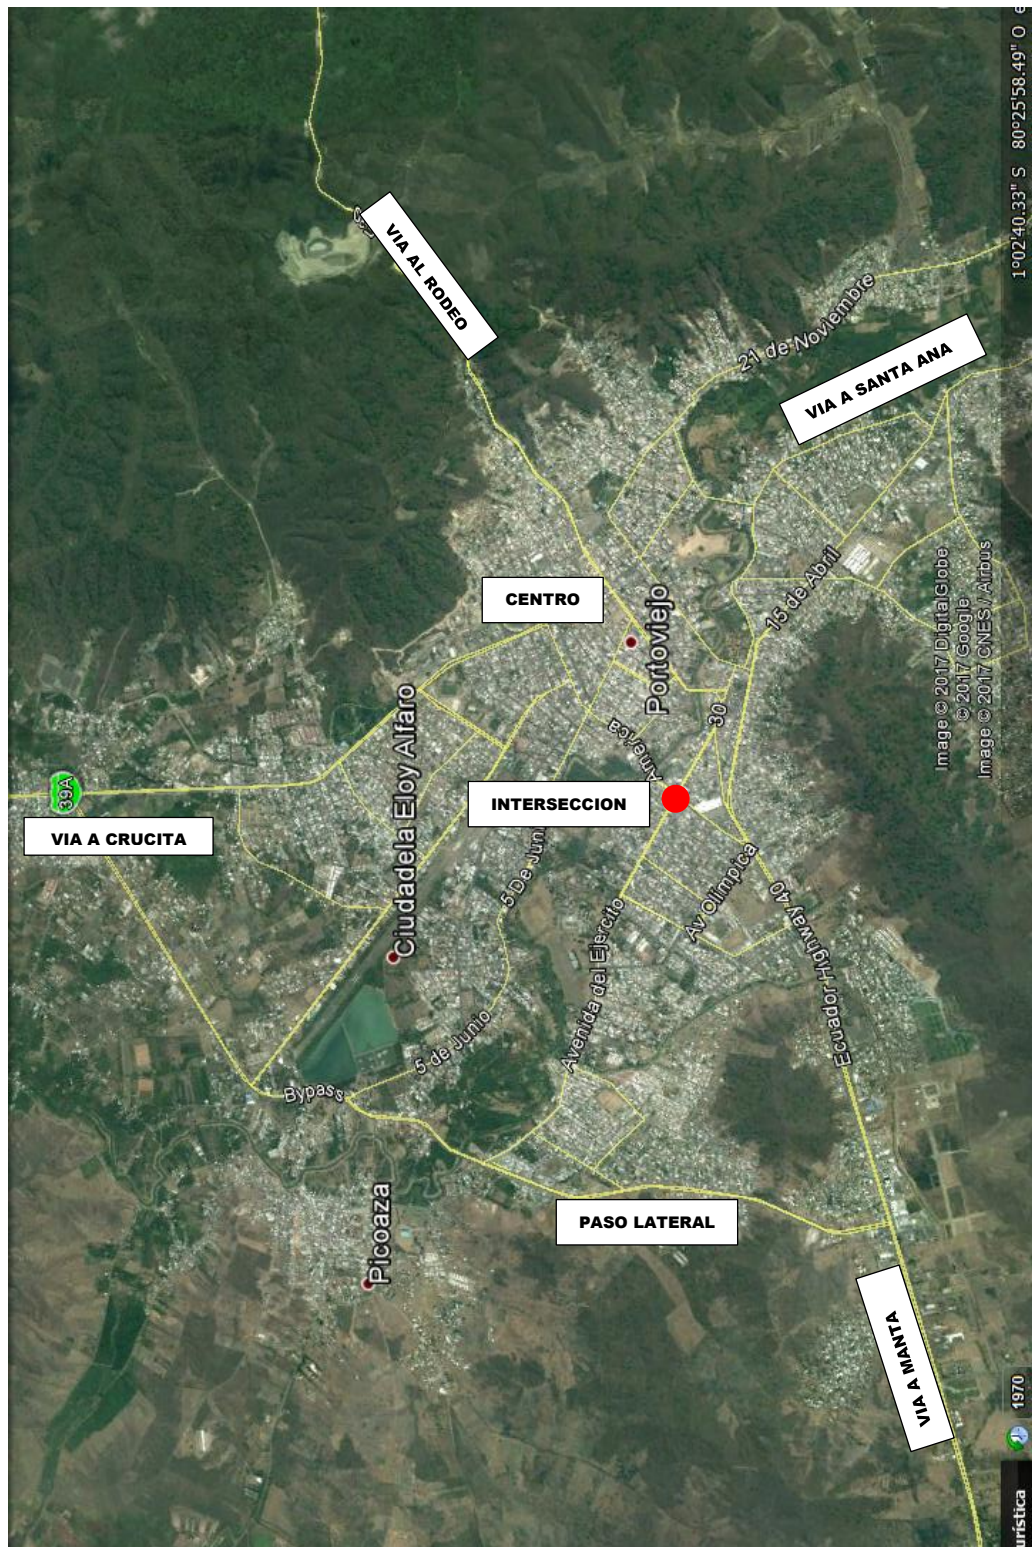 VIA AL RODEO
21 de Noviembre
VIA A SANTA ANA
1°02'40.33" S 80°25'58.49" O e
CENTRO
Portoviejo
15 de Abril
Image © 2017 DigitalGlobe
© 2017 Google
Image © 2017 CNES / Airbus
39A
VIA A CRUCITA
Ciudadela Eloy Alfaro
America
30
INTERSECCION
5 De Juni
Av Olimpica
Avenida del Ejercito
Ecuador Highway 40
5 de Junio
Bypass
Picoaza
PASO LATERAL
VIA A MANTA
1970
urística